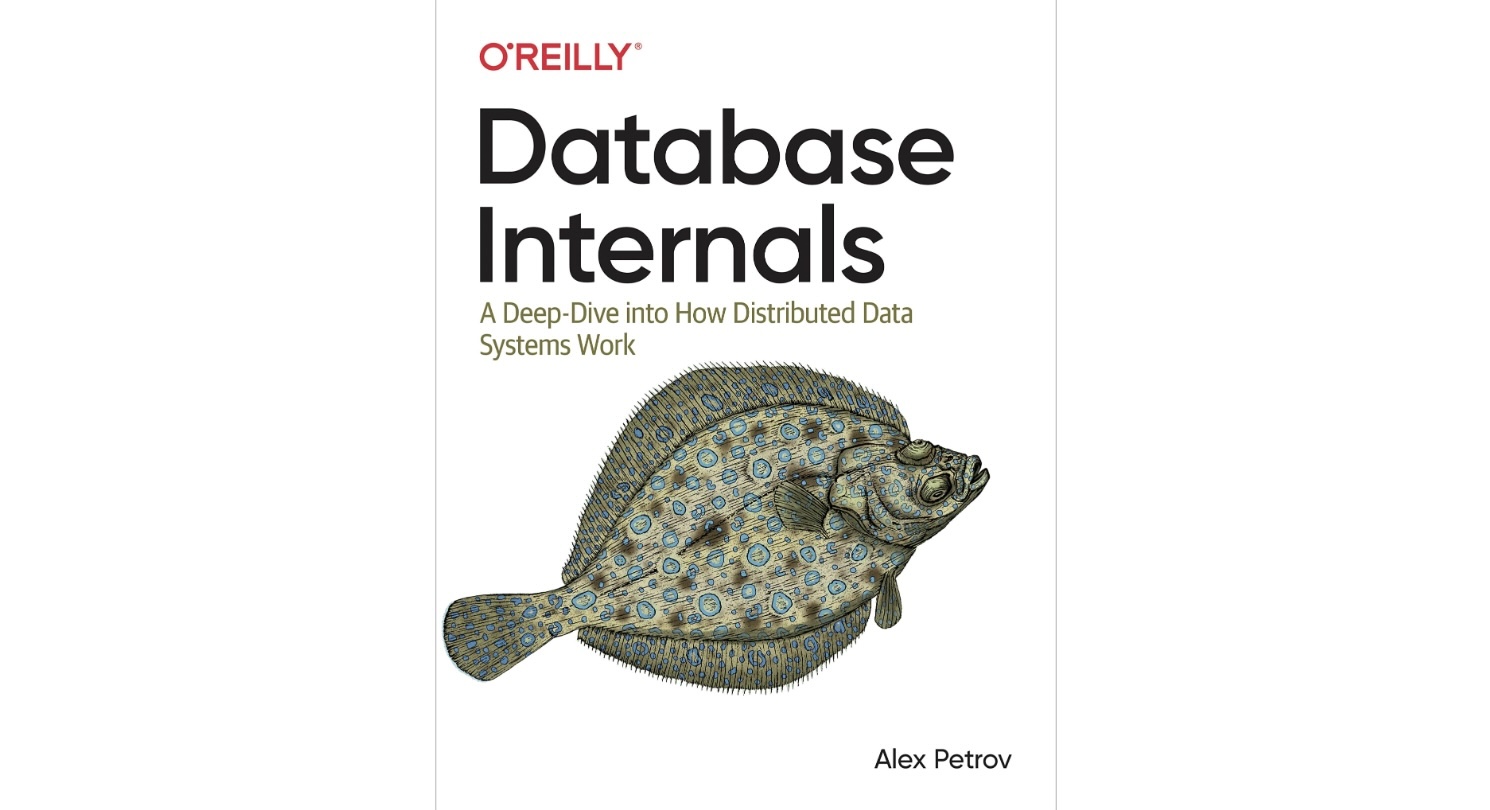 O'REILLY®
Database
Internals
A Deep-Dive into How Distributed Data
Systems Work
Alex Petrov